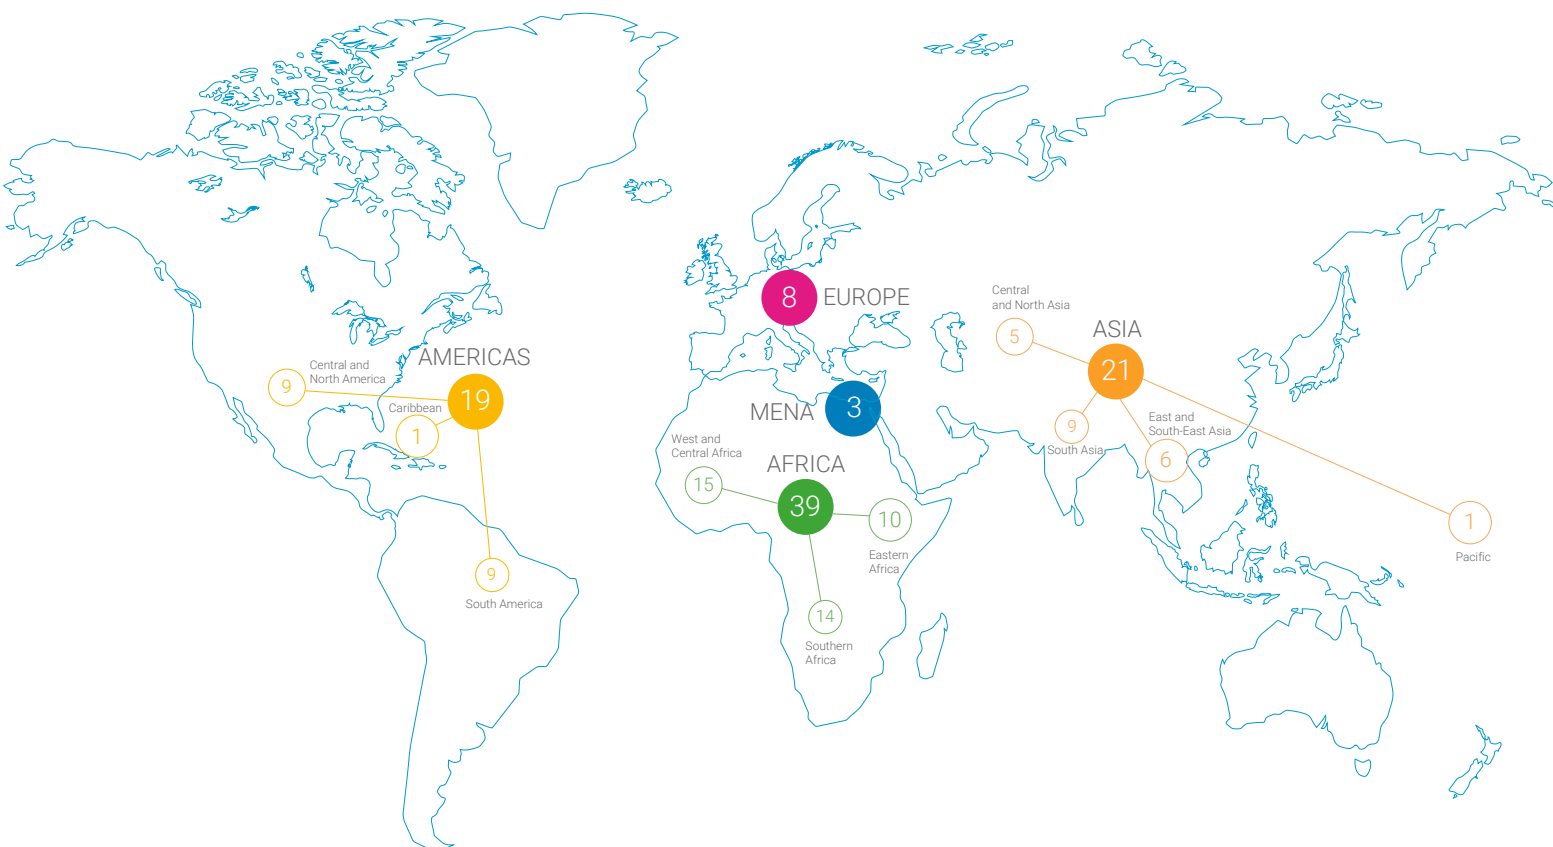 AMERICAS
19
Central and
North America
9
Caribbean
1
9
South America
8
EUROPE
MENA
3
AFRICA
39
West and
Central Africa
15
10
Eastern
Africa
14
Southern
Africa
ASIA
21
Central
and North Asia
5
9
South Asia
East and
South-East Asia
6
1
Pacific